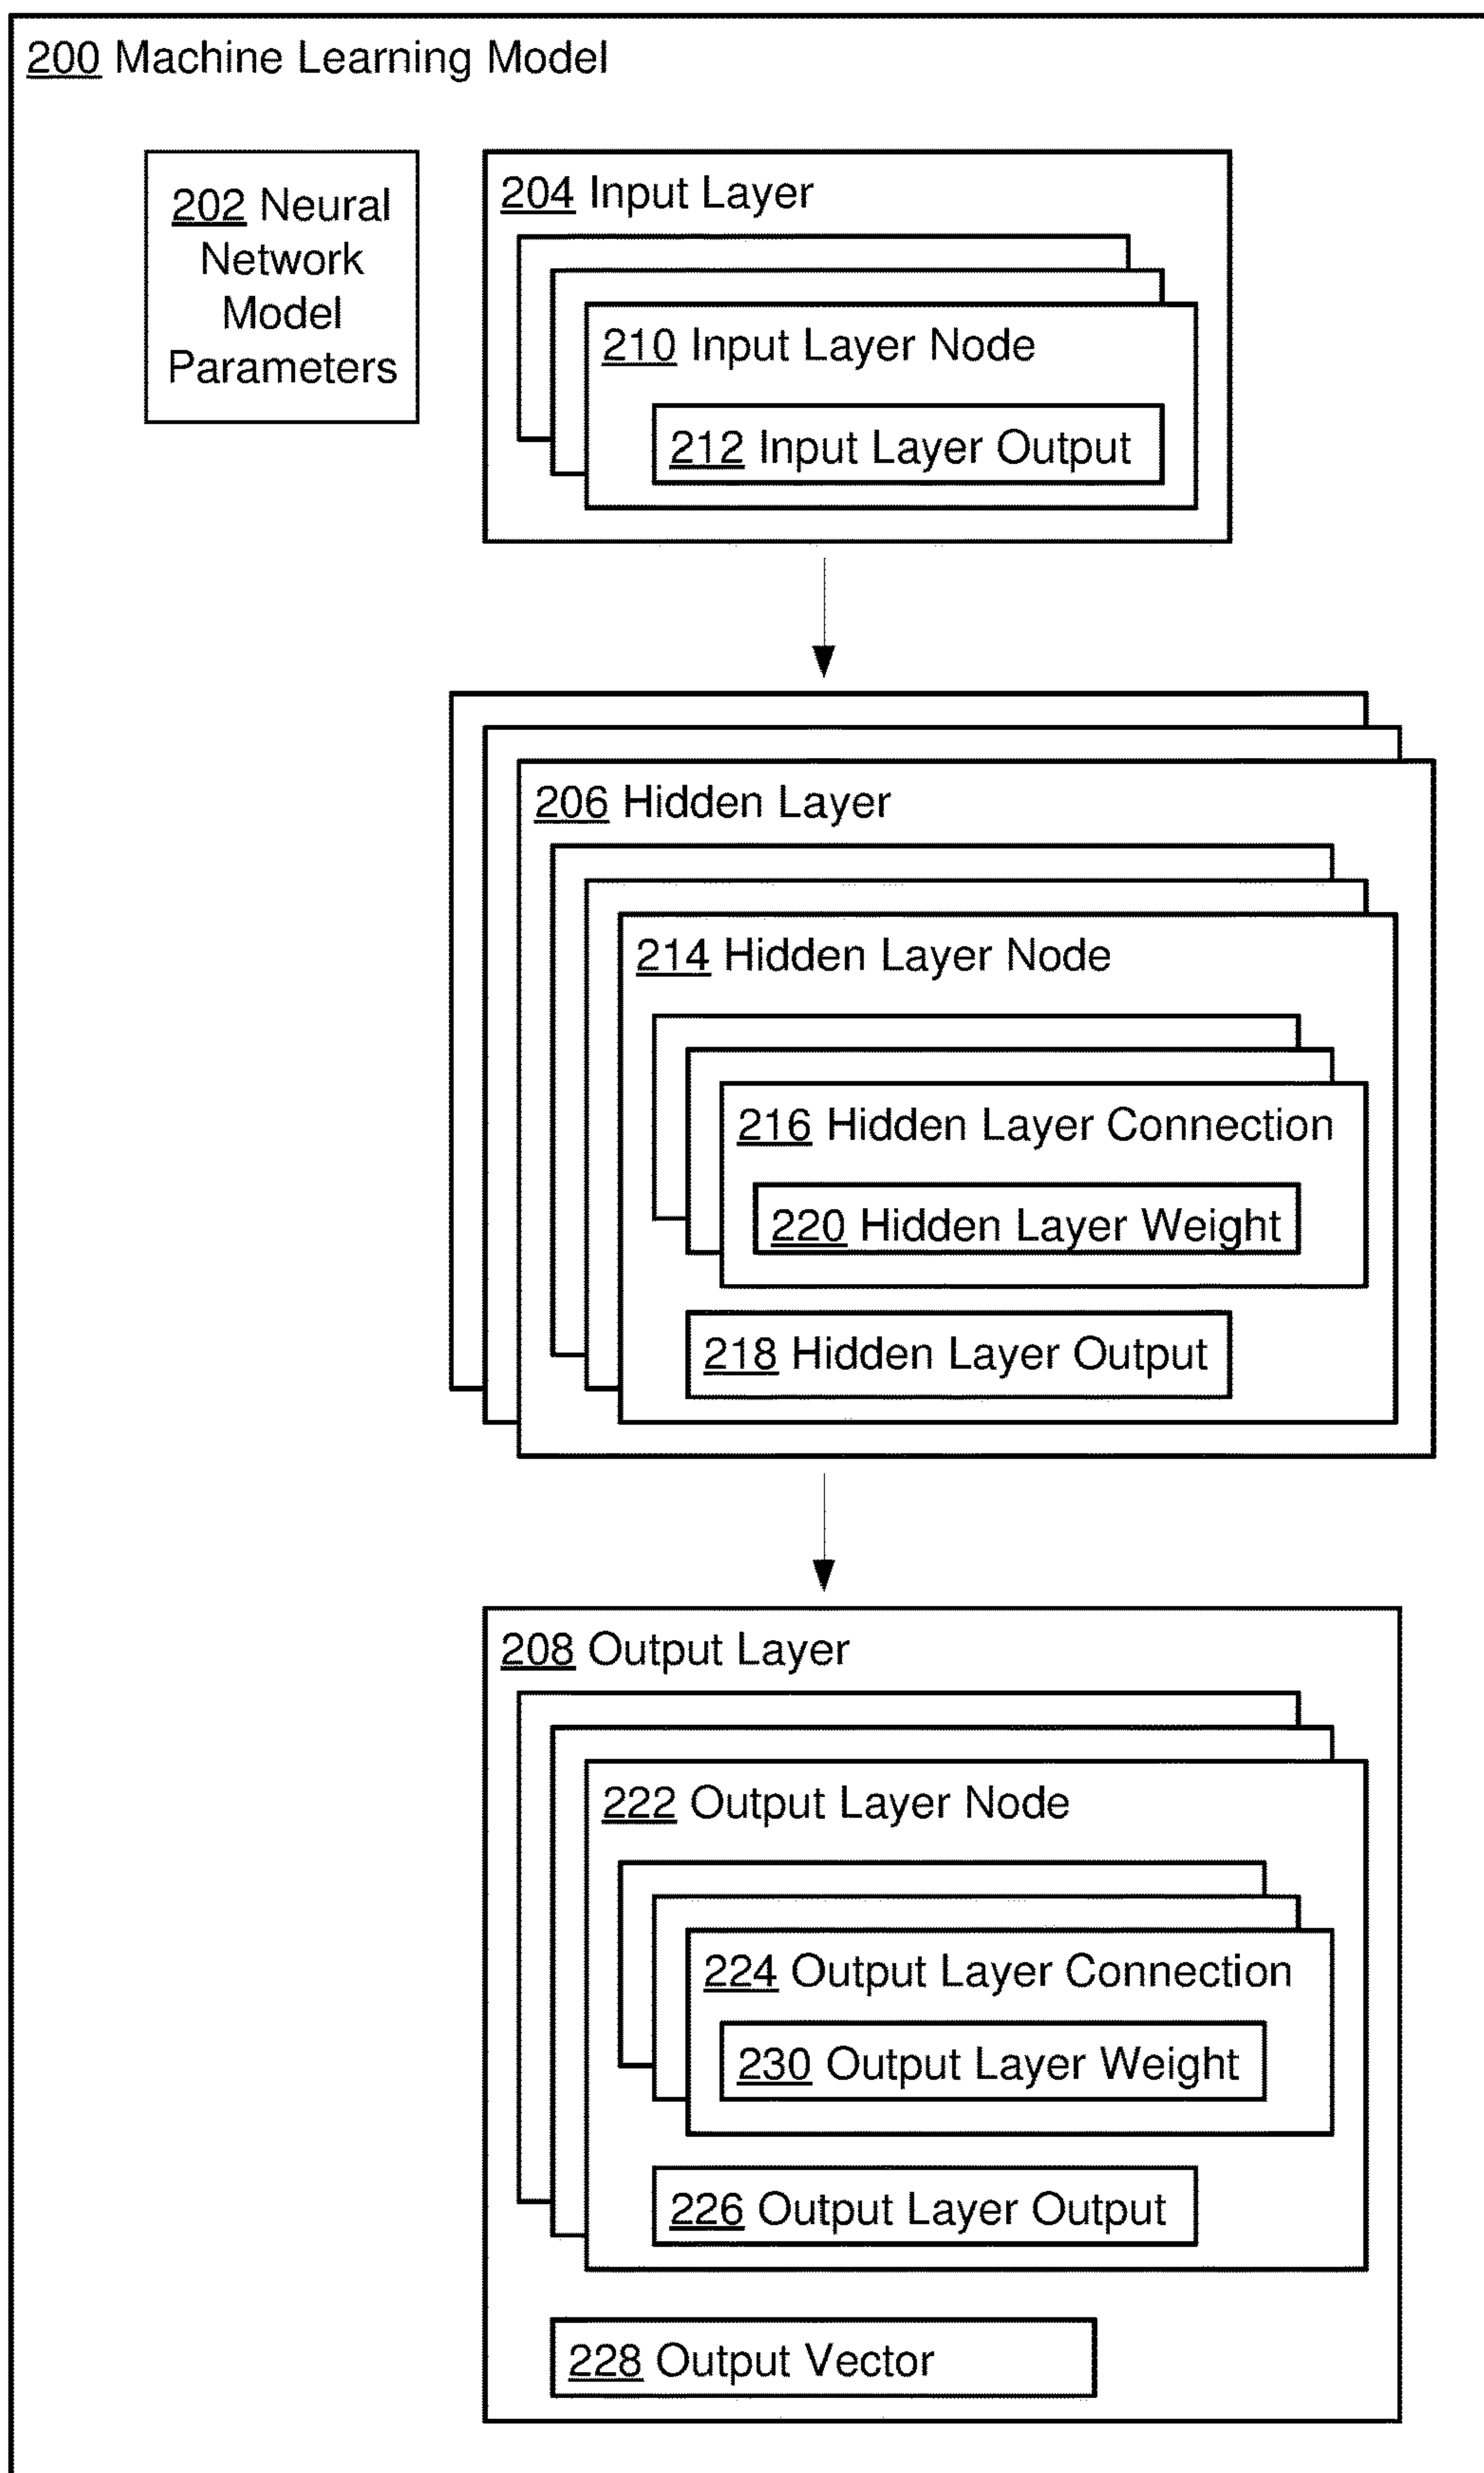 200 Machine Learning Model
202 Neural
Network
Model
Parameters
204 Input Layer
210 Input Layer Node
212 Input Layer Output
206 Hidden Layer
214 Hidden Layer Node
216 Hidden Layer Connection
220 Hidden Layer Weight
218 Hidden Layer Output
208 Output Layer
222 Output Layer Node
224 Output Layer Connection
230 Output Layer Weight
226 Output Layer Output
228 Output Vector